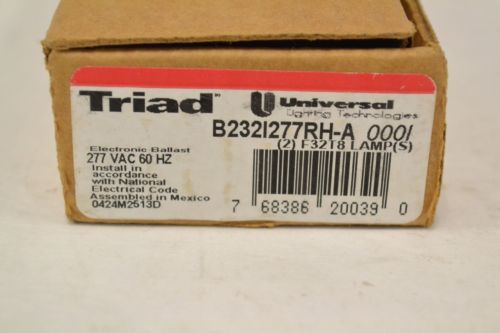 Triad™ Universal
Lighting Technologies
B232I277RH-A 000I
(2) F32T8 LAMP(S)
Electronic Ballast
277 VAC 60 HZ
Install in
accordance
with National
Electrical Code
Assembled in Mexico
0424M2513D
7 68386 20039 0